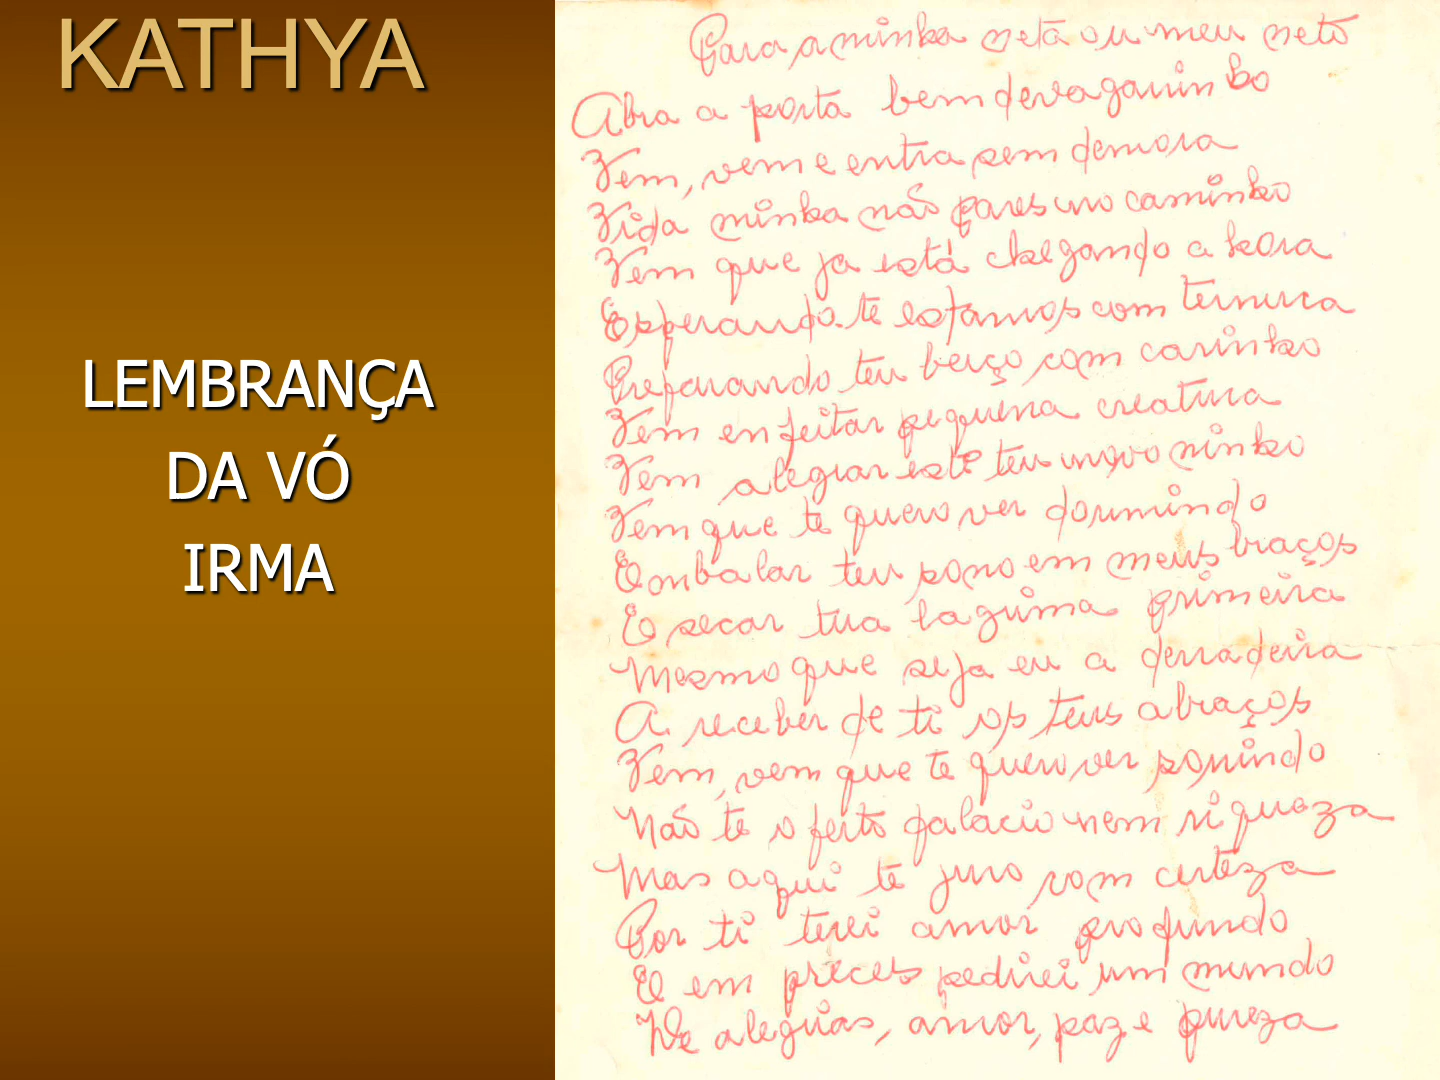 KATHYA
LEMBRANÇA
DA VÓ
IRMA
Para a minha neta ou meu neto
Abra a porta bem devagarinho
Vem, vem e entra sem demora
Vida minha não pares no caminho
Vem que ja está chegando a hora
Esperando-te estamos com ternura
Preparando teu berço com carinho
Vem enfeitar pequena creatura
Vem alegrar este teu novo ninho
Vem que te quero ver dormindo
Embalar teu sono em meus braços
E secar tua lagrima primeira
Mesmo que seja eu a derradeira
A receber de ti os teus abraços
Vem, vem que te quero ver sorrindo
Não te oferto palacio nem riqueza
Mas aqui te juro com certeza
Por ti terei amor profundo
E em preces pedirei um mundo
De alegrias, amor, paz e pureza